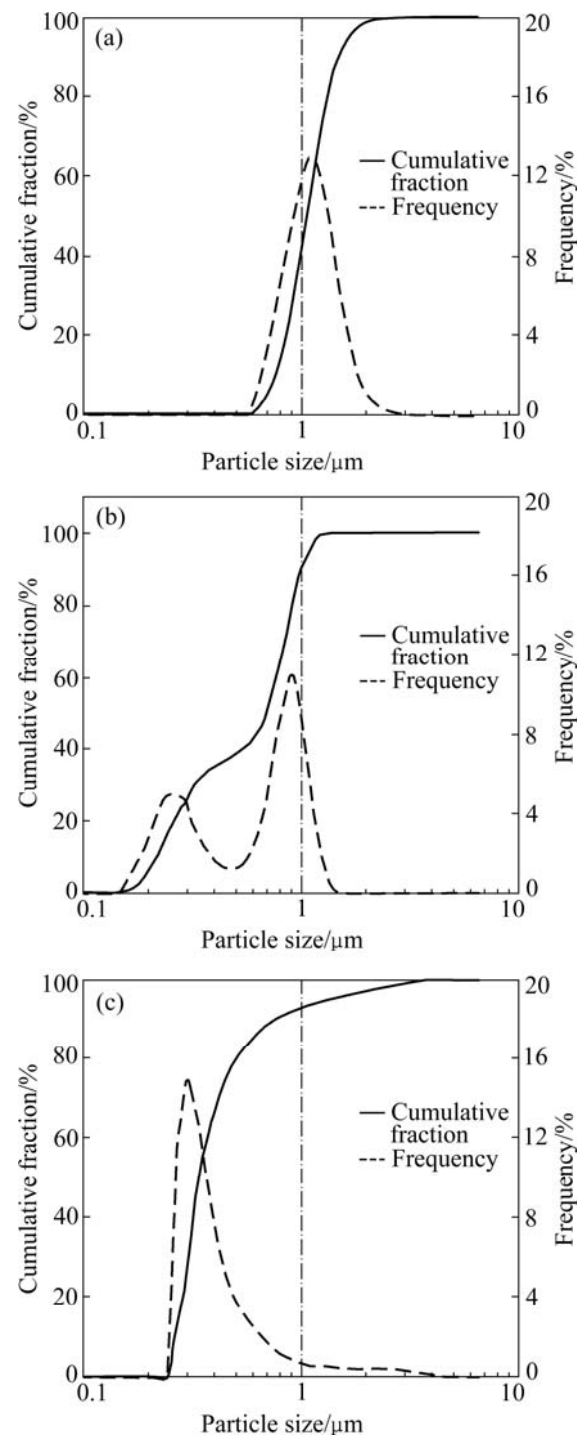 (a)
Cumulative fraction/%
100
80
60
40
20
0
Frequency/%
20
16
12
8
4
0
Cumulative
fraction
Frequency
0.1 1 10
Particle size/μm
(b)
Cumulative fraction/%
100
80
60
40
20
0
Frequency/%
20
16
12
8
4
0
Cumulative
fraction
Frequency
0.1 1 10
Particle size/μm
(c)
Cumulative fraction/%
100
80
60
40
20
0
Frequency/%
20
16
12
8
4
0
Cumulative
fraction
Frequency
0.1 1 10
Particle size/μm